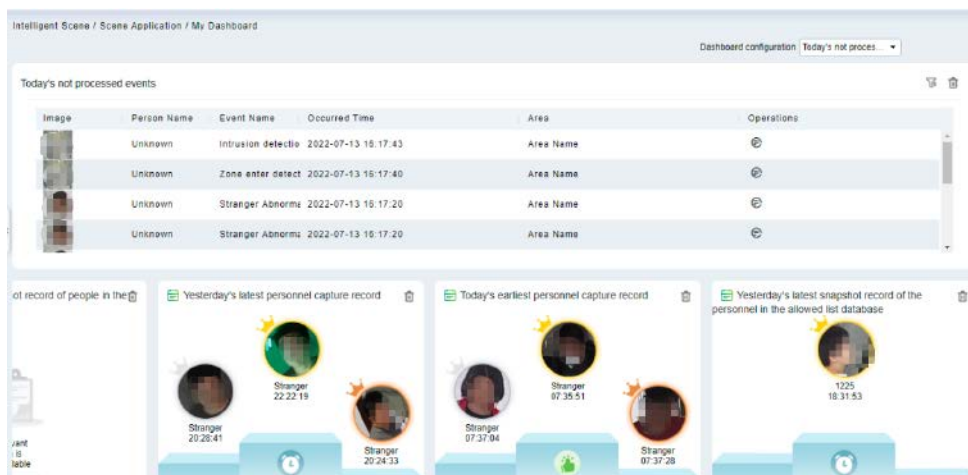 Intelligent Scene / Scene Application / My Dashboard
Dashboard configuration Today's not proces...
Today's not processed events
Image Person Name Event Name Occurred Time Area Operations
Unknown Intrusion detectio 2022-07-13 16:17:43 Area Name
Unknown Zone enter detect 2022-07-13 16:17:40 Area Name
Unknown Stranger Abnorma 2022-07-13 16:17:20 Area Name
Unknown Stranger Abnorma 2022-07-13 16:17:20 Area Name
ot record of people in the
Yesterday's latest personnel capture record
Today's earliest personnel capture record
Yesterday's latest snapshot record of the
personnel in the allowed list database
vant
is
lable
Stranger
22:22:19
Stranger
20:28:41
Stranger
20:24:33
Stranger
07:35:51
Stranger
07:37:04
Stranger
07:37:28
1225
18:31:53